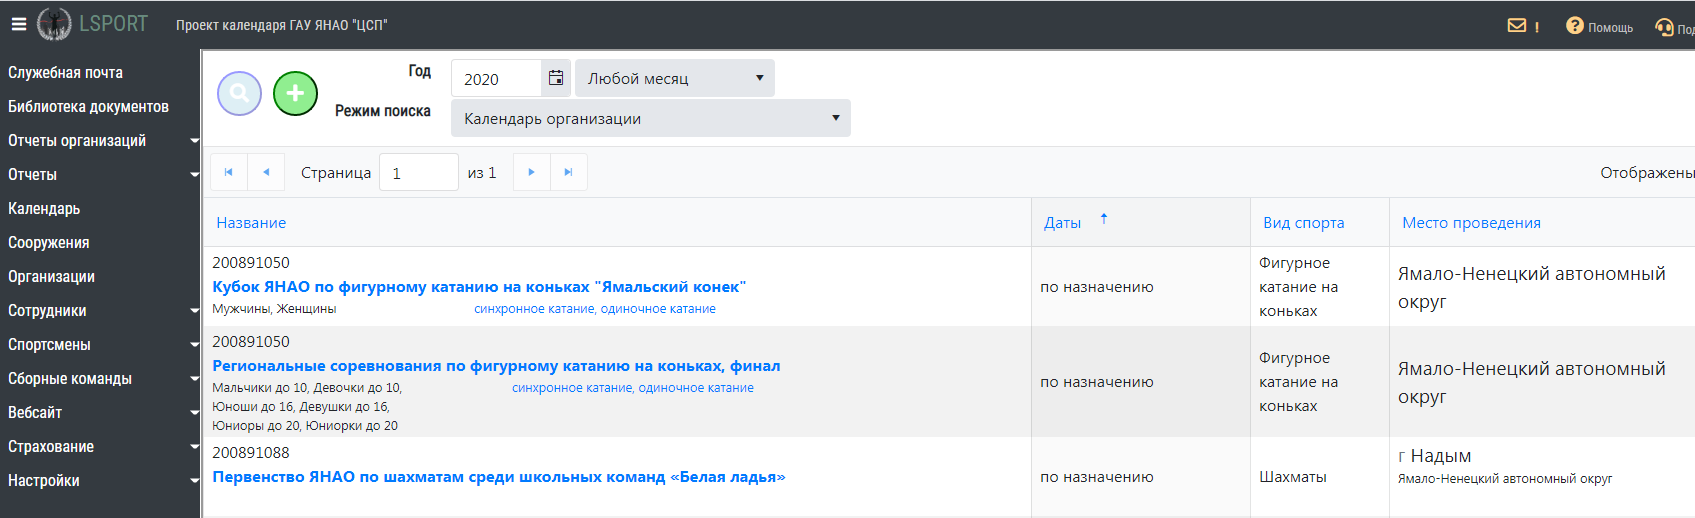 LSPORT
Проект календаря ГАУ ЯНАО "ЦСП"
!
Помощь
Служебная почта
Библиотека документов
Отчеты организаций
Отчеты
Календарь
Сооружения
Организации
Сотрудники
Спортсмены
Сборные команды
Вебсайт
Страхование
Настройки
Год
2020
Любой месяц
Режим поиска
Календарь организации
Страница 1 из 1
Отображены
Название
Даты
Вид спорта
Место проведения
200891050
Кубок ЯНАО по фигурному катанию на коньках "Ямальский конек"
Мужчины, Женщины
синхронное катание, одиночное катание
по назначению
Фигурное
катание на
коньках
Ямало-Ненецкий автономный
округ
200891050
Региональные соревнования по фигурному катанию на коньках, финал
Мальчики до 10, Девочки до 10,
Юноши до 16, Девушки до 16,
Юниоры до 20, Юниорки до 20
синхронное катание, одиночное катание
по назначению
Фигурное
катание на
коньках
Ямало-Ненецкий автономный
округ
200891088
Первенство ЯНАО по шахматам среди школьных команд «Белая ладья»
по назначению
Шахматы
г Надым
Ямало-Ненецкий автономный округ